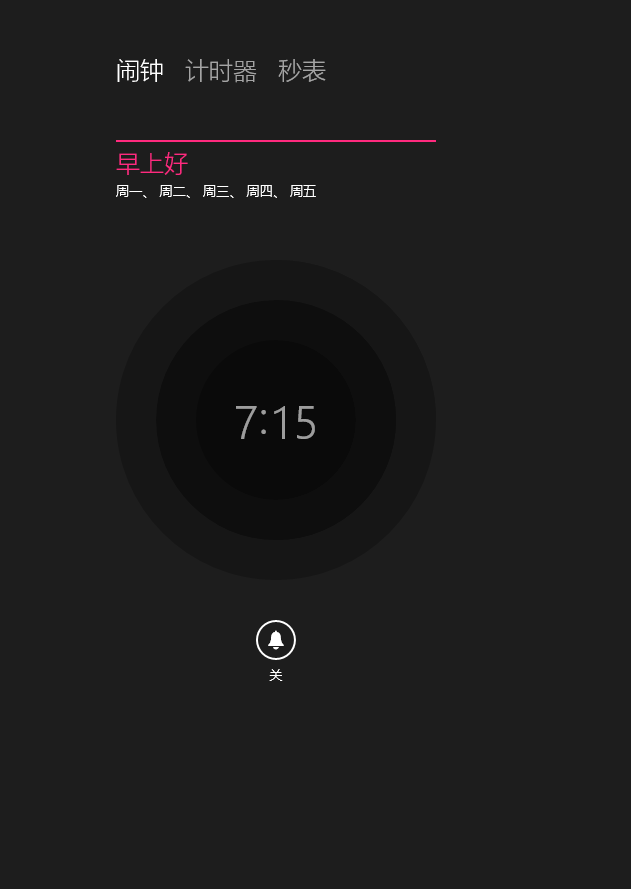 闹钟 计时器 秒表
早上好
周一、 周二、 周三、 周四、 周五
7:15
关